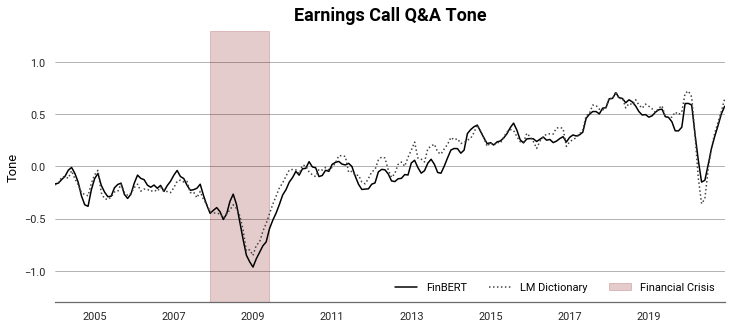 Earnings Call Q&A Tone
1.0
0.5
0.0
−0.5
−1.0
Tone
FinBERT
LM Dictionary
Financial Crisis
2005 2007 2009 2011 2013 2015 2017 2019